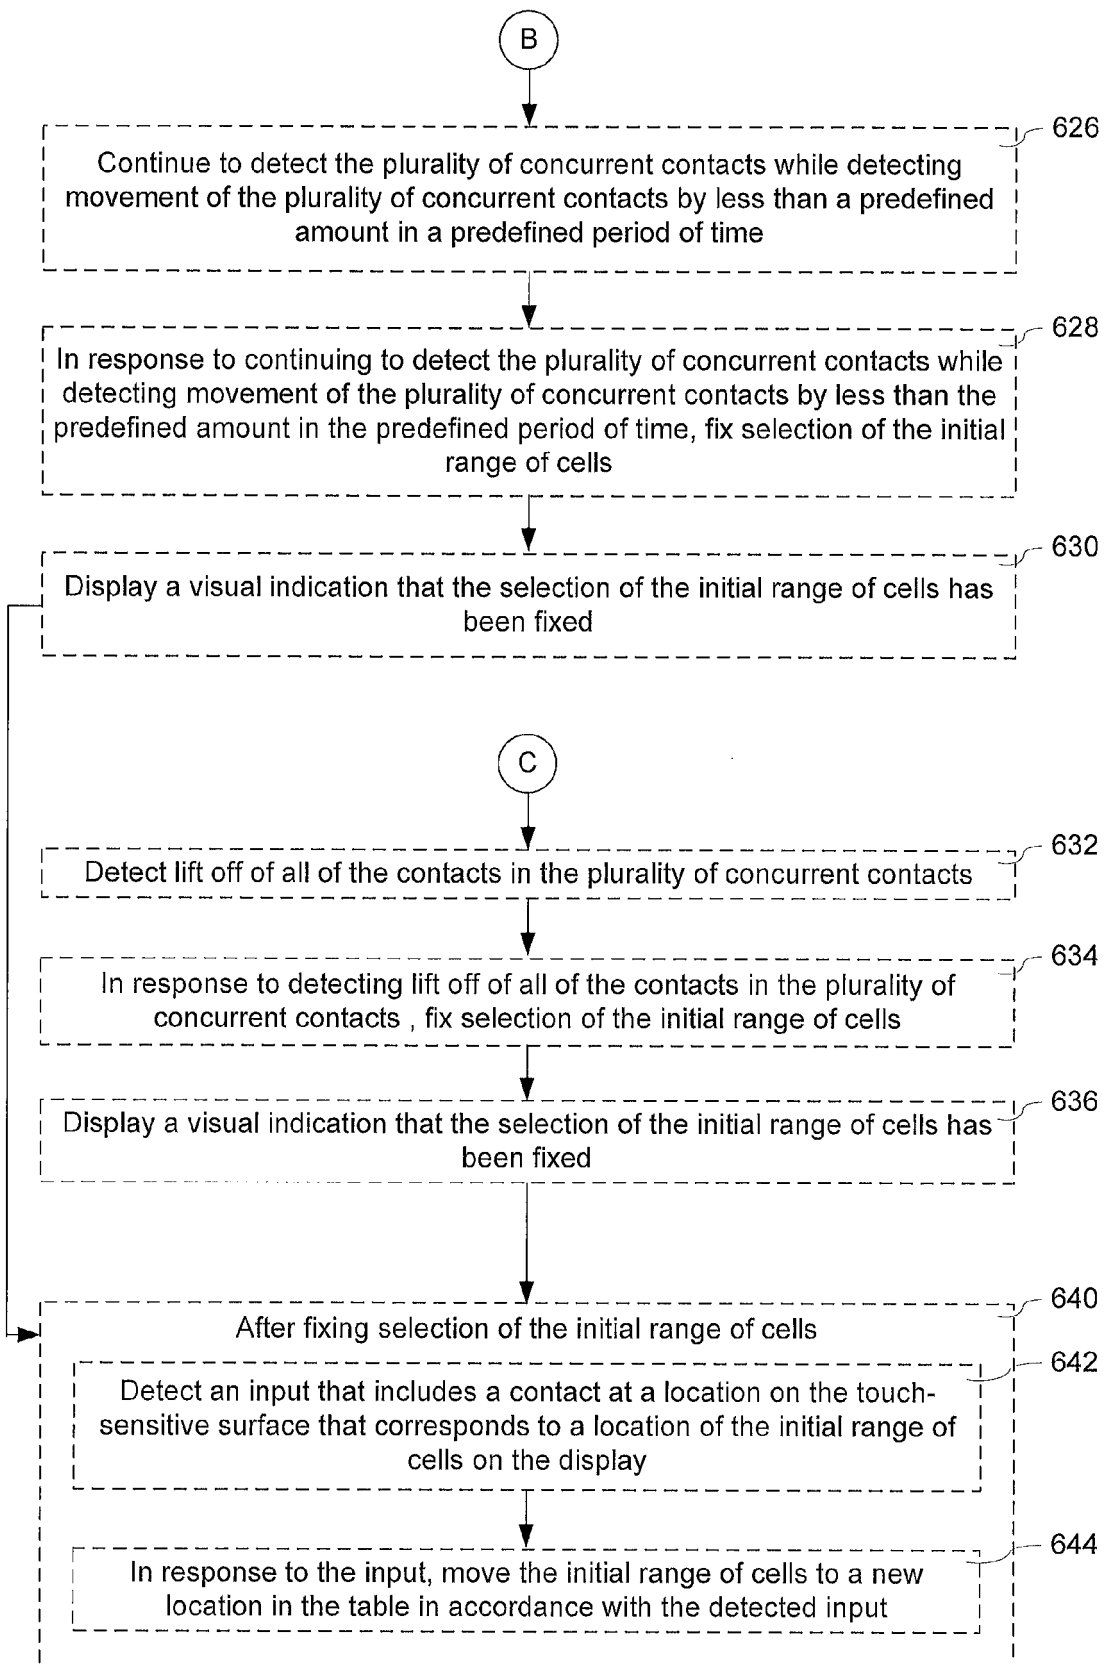 B
626
Continue to detect the plurality of concurrent contacts while detecting
movement of the plurality of concurrent contacts by less than a predefined
amount in a predefined period of time
628
In response to continuing to detect the plurality of concurrent contacts while
detecting movement of the plurality of concurrent contacts by less than the
predefined amount in the predefined period of time, fix selection of the initial
range of cells
630
Display a visual indication that the selection of the initial range of cells has
been fixed
C
632
Detect lift off of all of the contacts in the plurality of concurrent contacts
634
In response to detecting lift off of all of the contacts in the plurality of
concurrent contacts , fix selection of the initial range of cells
636
Display a visual indication that the selection of the initial range of cells has
been fixed
640
After fixing selection of the initial range of cells
642
Detect an input that includes a contact at a location on the touch-
sensitive surface that corresponds to a location of the initial range of
cells on the display
644
In response to the input, move the initial range of cells to a new
location in the table in accordance with the detected input